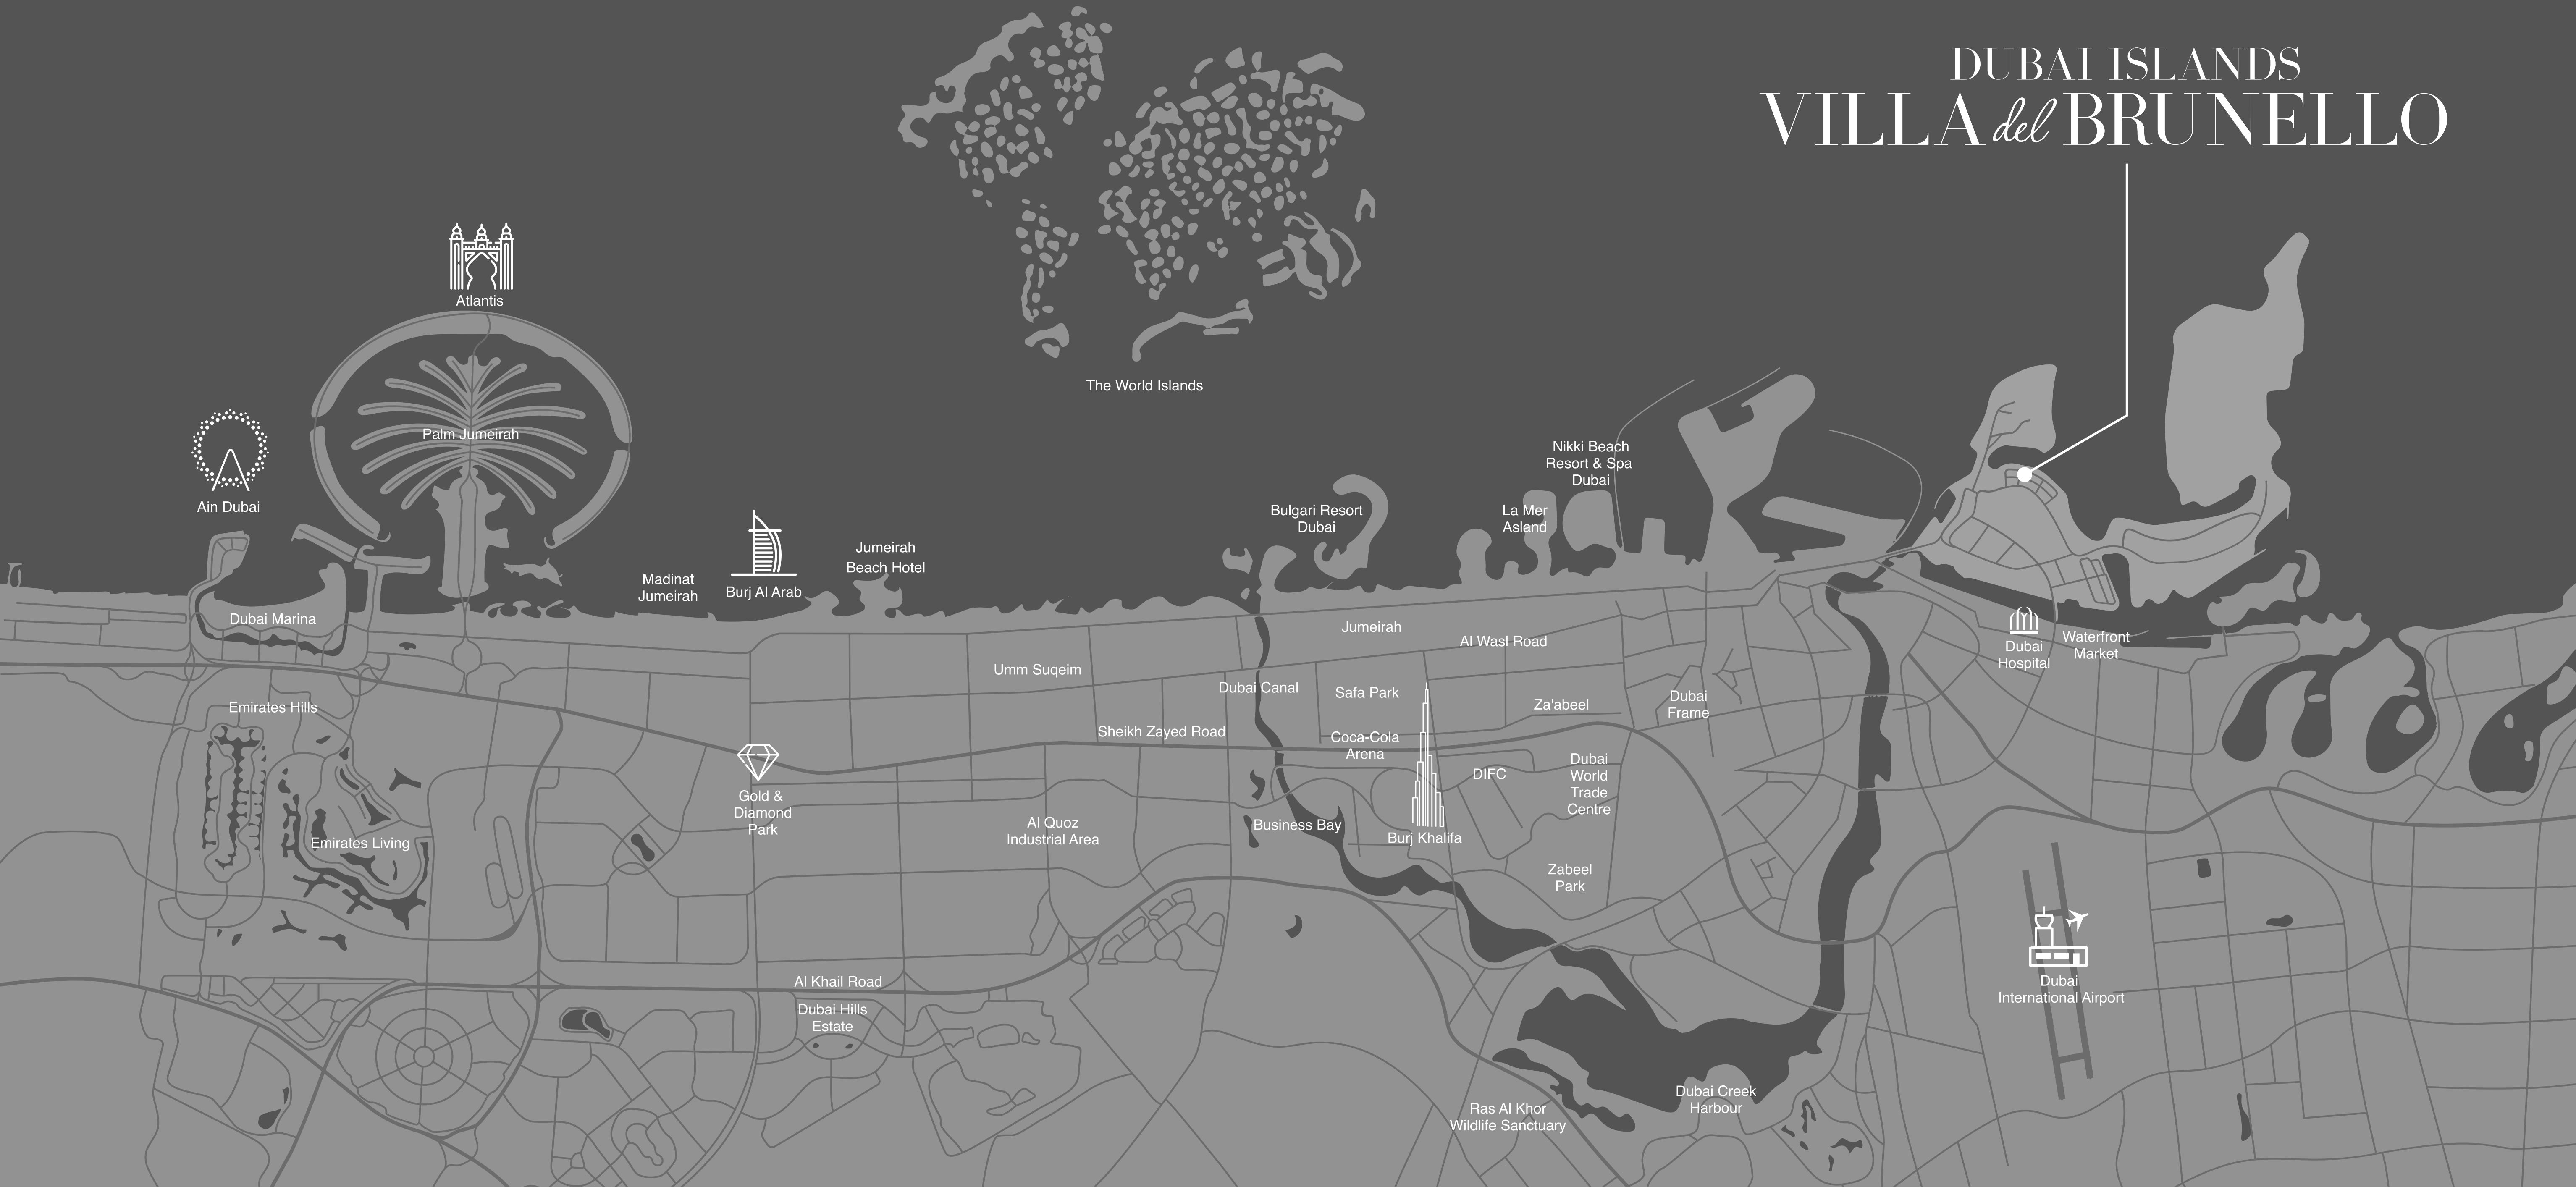 DUBAI ISLANDS
VILLA del BRUNELLO
Atlantis
The World Islands
Palm Jumeirah
Ain Dubai
Nikki Beach
Resort & Spa
Dubai
Bulgari Resort
Dubai
La Mer
Asland
Jumeirah
Beach Hotel
Madinat
Jumeirah
Burj Al Arab
Dubai Marina
Jumeirah
Al Wasl Road
Dubai
Hospital
Waterfront
Market
Umm Suqeim
Dubai Canal
Safa Park
Za'abeel
Dubai
Frame
Emirates Hills
Sheikh Zayed Road
Coca-Cola
Arena
DIFC
Dubai
World
Trade
Centre
Gold &
Diamond
Park
Al Quoz
Industrial Area
Business Bay
Burj Khalifa
Emirates Living
Zabeel
Park
Al Khail Road
Dubai
International Airport
Dubai Hills
Estate
Dubai Creek
Harbour
Ras Al Khor
Wildlife Sanctuary